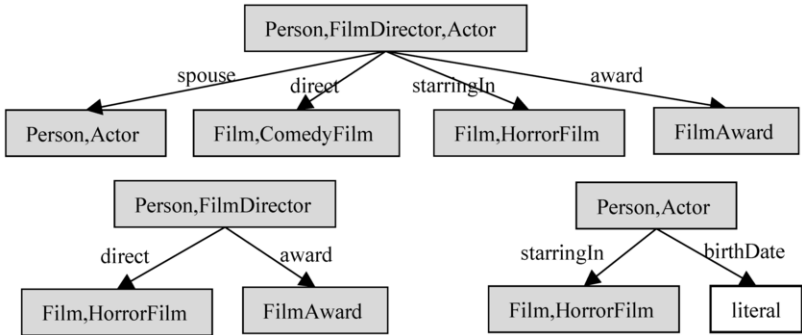 Person,FilmDirector,Actor
spouse
direct
starringIn
award
Person,Actor
Film,ComedyFilm
Film,HorrorFilm
FilmAward
Person,FilmDirector
Person,Actor
direct
award
starringIn
birthDate
Film,HorrorFilm
FilmAward
Film,HorrorFilm
literal